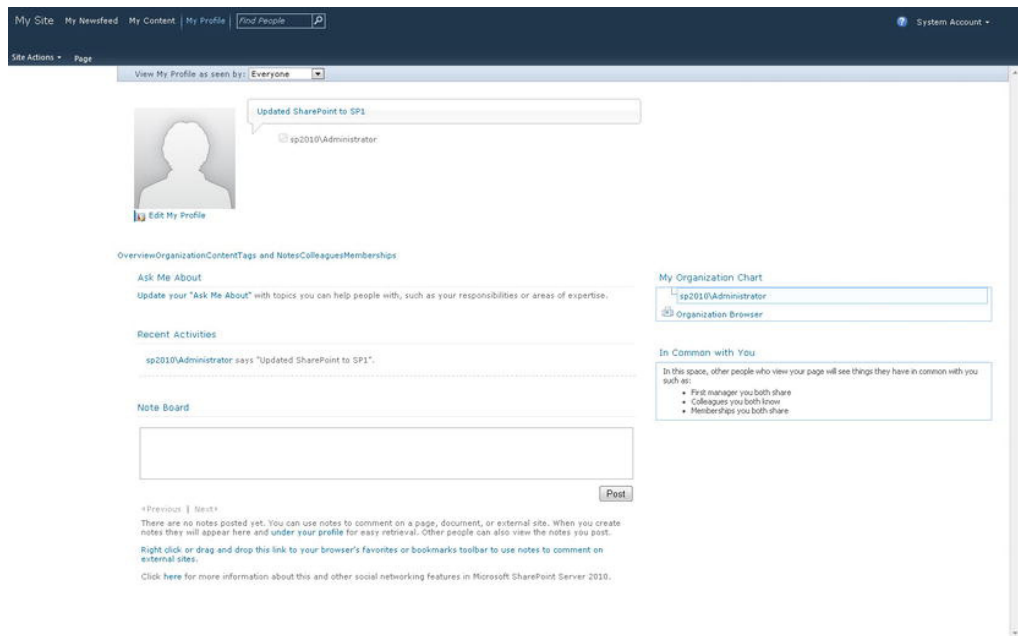 My Site My Newsfeed My Content | My Profile | Find People
System Account
Site Actions Page
View My Profile as seen by: Everyone
Updated SharePoint to SP1
sp2010\Administrator
Edit My Profile
OverviewOrganizationContentTags and NotesColleaguesMemberships
Ask Me About
Update your "Ask Me About" with topics you can help people with, such as your responsibilities or areas of expertise.
Recent Activities
sp2010\Administrator says "Updated SharePoint to SP1".
Note Board
Post
Previous | Next
There are no notes posted yet. You can use notes to comment on a page, document, or external site. When you create
notes they will appear here and under your profile for easy retrieval. Other people can also view the notes you post.
Right click or drag and drop this link to your browser's favorites or bookmarks toolbar to use notes to comment on
external sites.
Click here for more information about this and other social networking features in Microsoft SharePoint Server 2010.
My Organization Chart
sp2010\Administrator
Organization Browser
In Common with You
In this space, other people who view your page will see things they have in common with you
such as:
• First manager you both share
• Colleagues you both know
• Memberships you both share